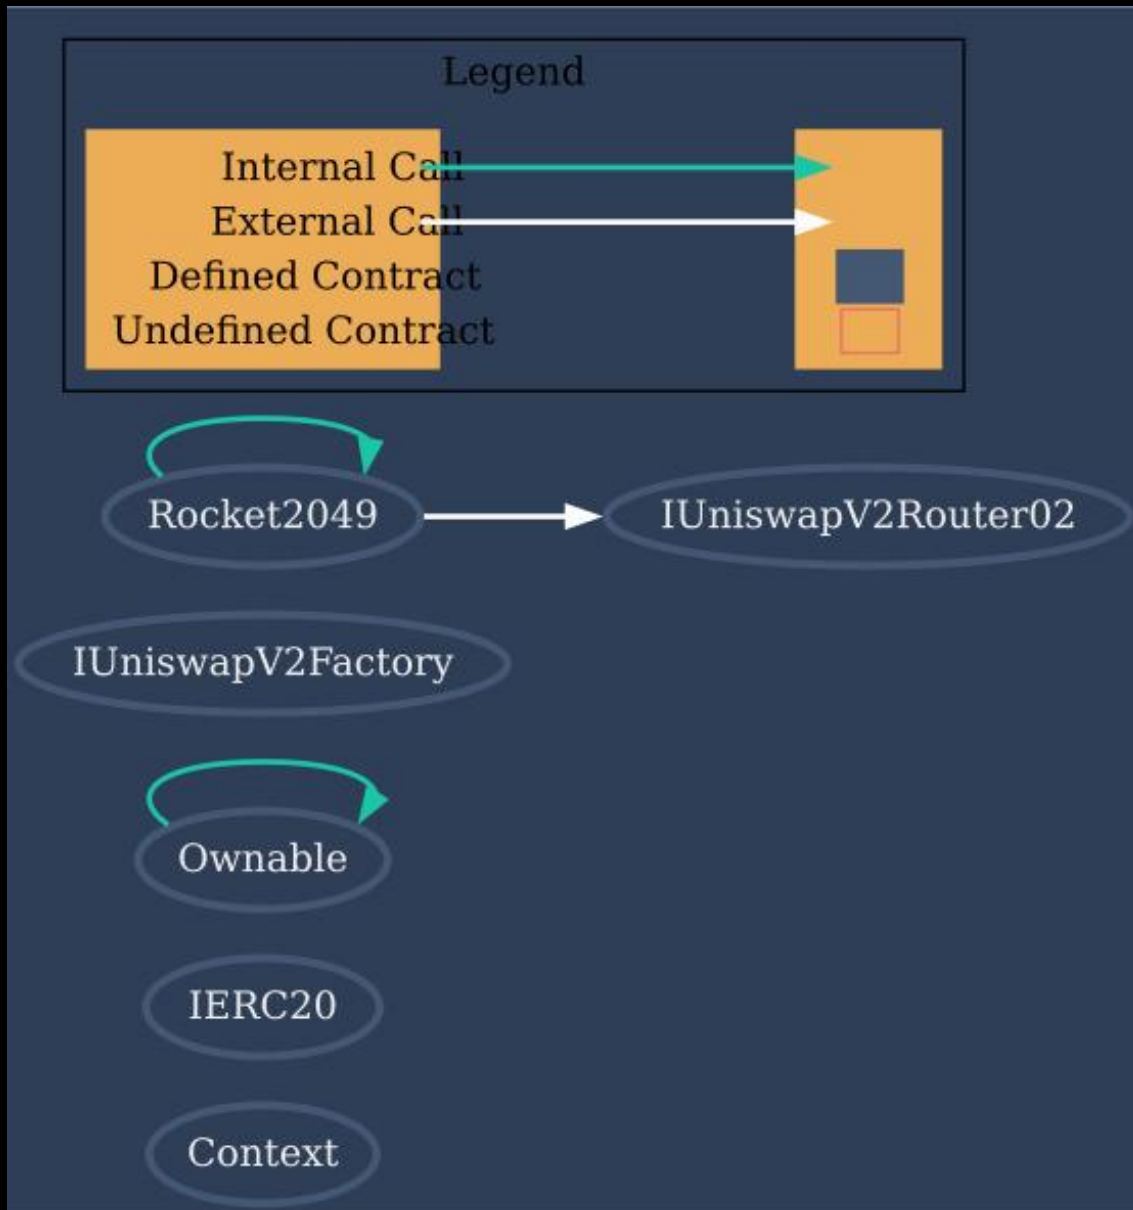 Legend
Internal Call
External Call
Defined Contract
Undefined Contract
Rocket2049
IUniswapV2Router02
IUniswapV2Factory
Ownable
IERC20
Context